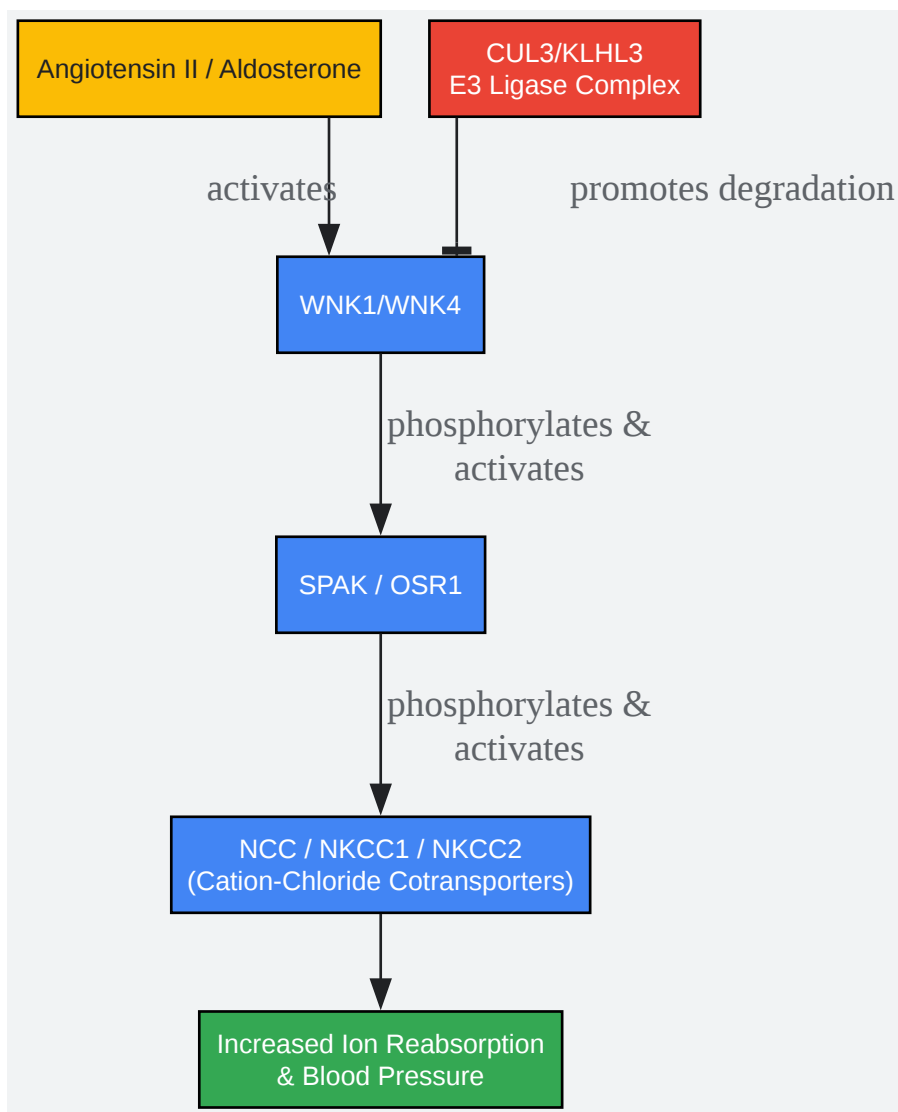 Angiotensin II / Aldosterone
CUL3/KLHL3
E3 Ligase Complex
activates
promotes degradation
WNK1/WNK4
phosphorylates &
activates
SPAK / OSR1
phosphorylates &
activates
NCC / NKCC1 / NKCC2
(Cation-Chloride Cotransporters)
Increased Ion Reabsorption
& Blood Pressure